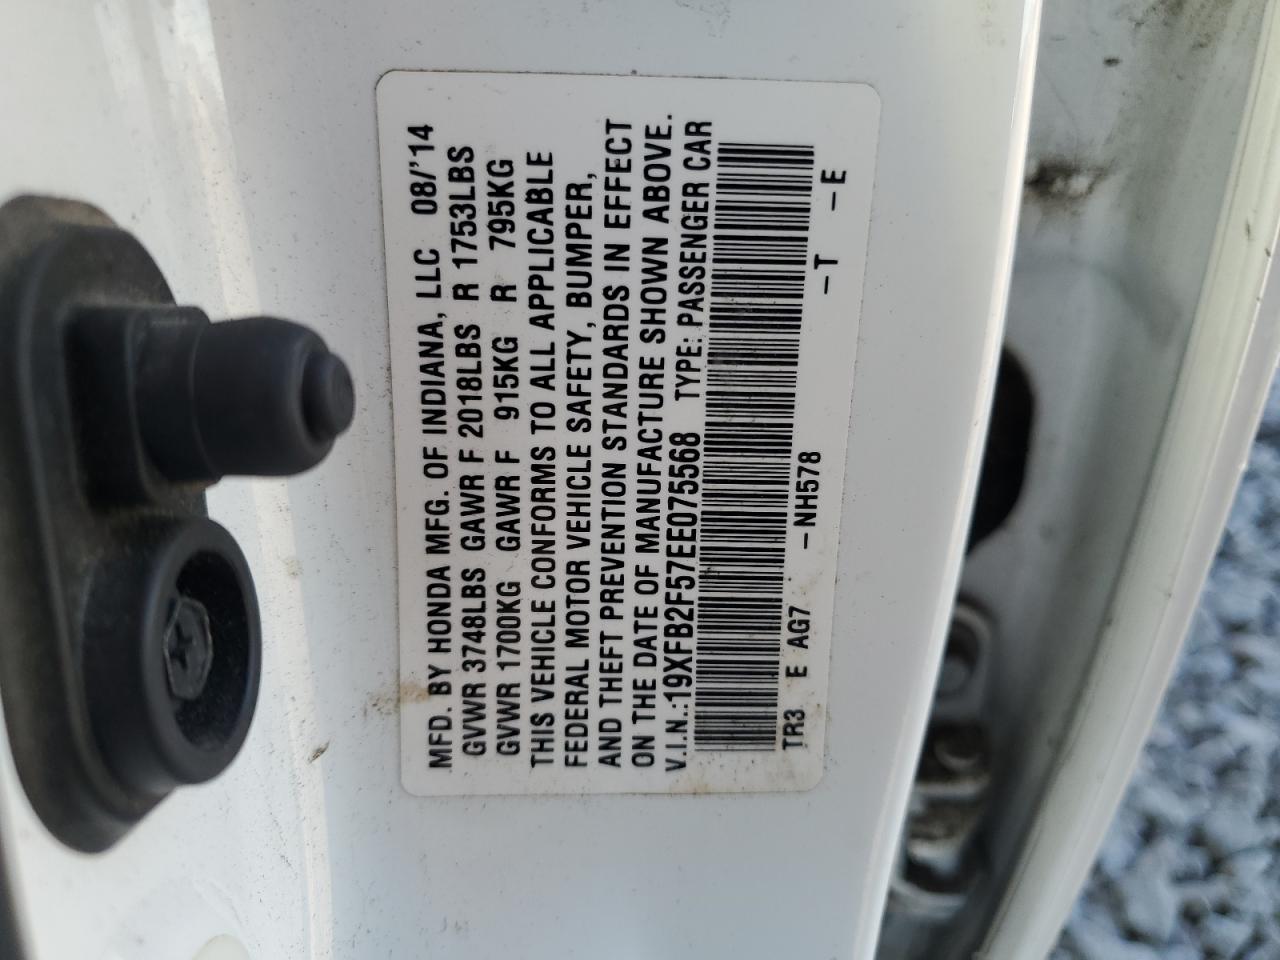 MFD. BY HONDA MFG. OF INDIANA, LLC 08/'14
GVWR 3748LBS GAWR F 2018LBS R 1753LBS
GVWR 1700KG GAWR F 915KG R 795KG
THIS VEHICLE CONFORMS TO ALL APPLICABLE
FEDERAL MOTOR VEHICLE SAFETY, BUMPER,
AND THEFT PREVENTION STANDARDS IN EFFECT
ON THE DATE OF MANUFACTURE SHOWN ABOVE.
V.I.N.:19XFB2F57EE075568 TYPE: PASSENGER CAR
TR3 E AG7 –NH578 –T –E